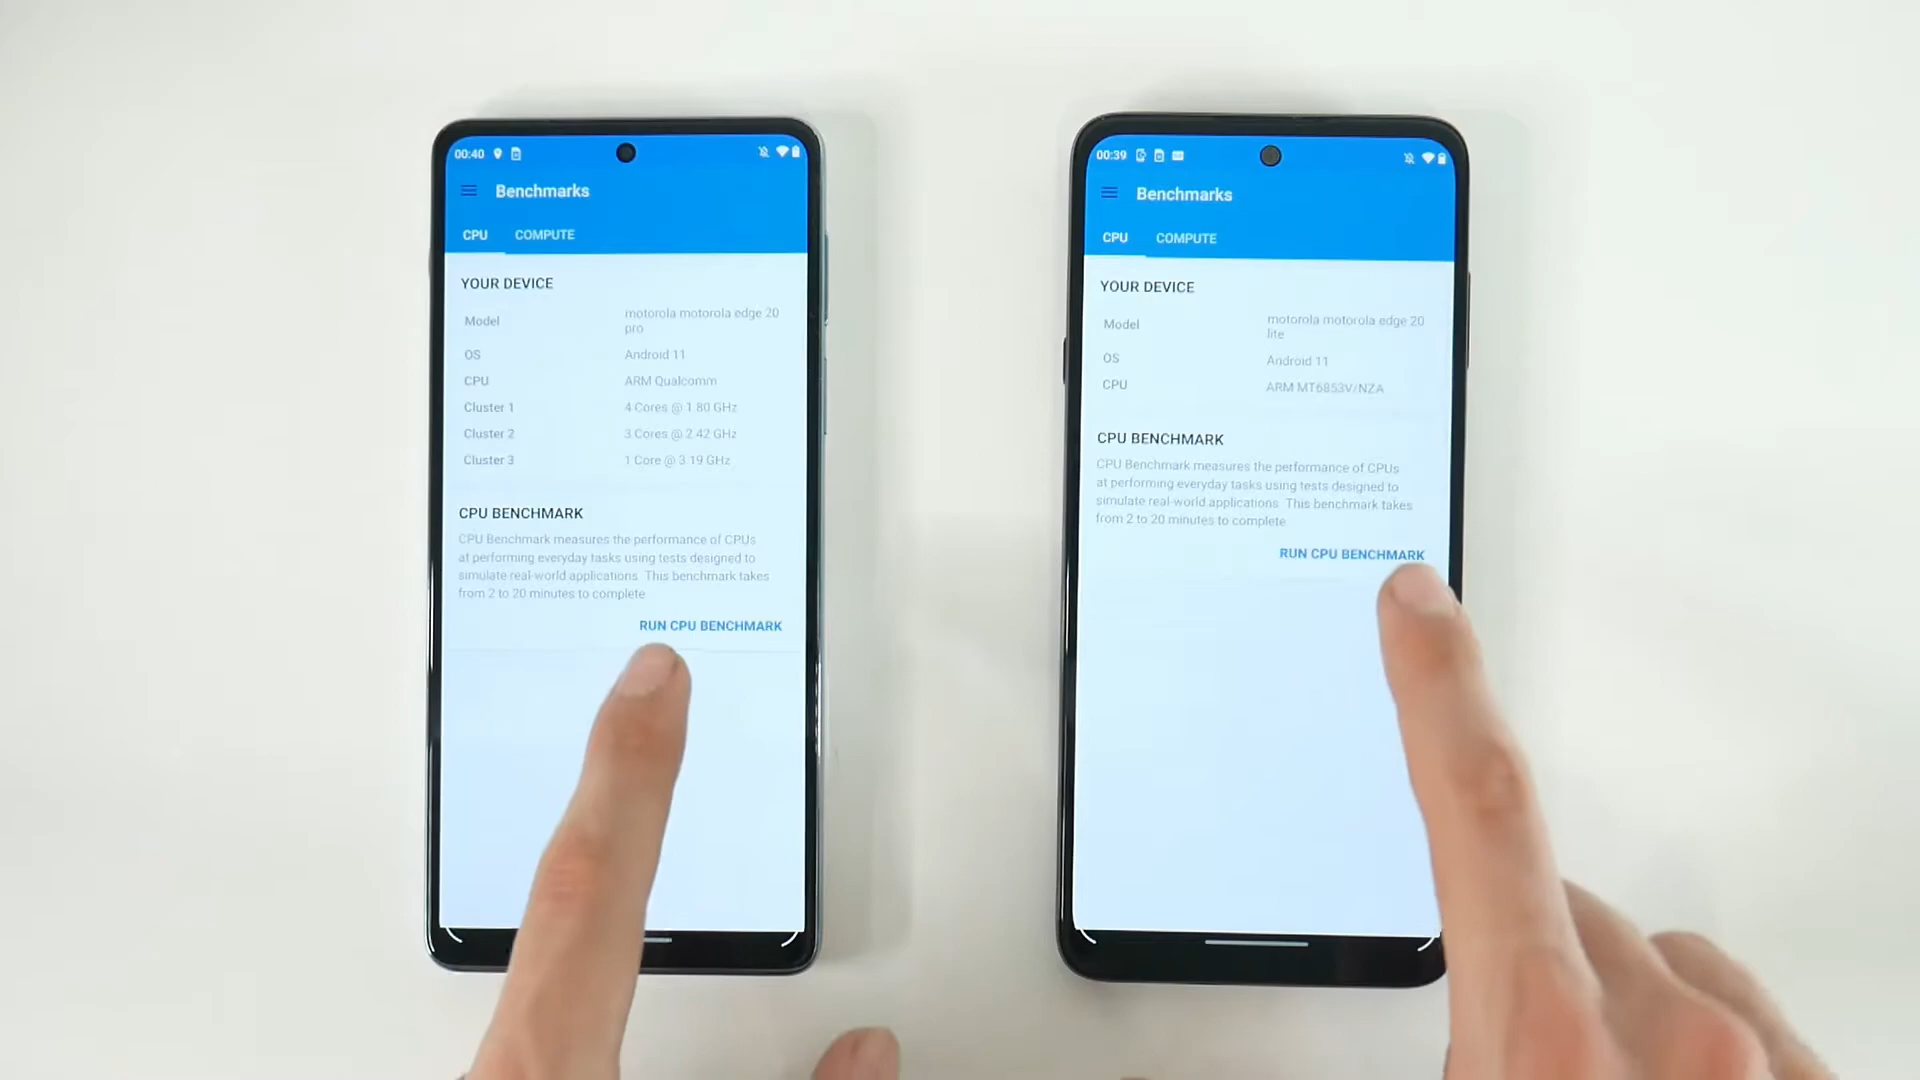 00:40
Benchmarks
CPU COMPUTE
YOUR DEVICE
Model motorola motorola edge 20
pro
OS Android 11
CPU ARM Qualcomm
Cluster 1 4 Cores @ 1.80 GHz
Cluster 2 3 Cores @ 2.42 GHz
Cluster 3 1 Core @ 3.19 GHz
CPU BENCHMARK
CPU Benchmark measures the performance of CPUs
at performing everyday tasks using tests designed to
simulate real-world applications. This benchmark takes
from 2 to 20 minutes to complete
RUN CPU BENCHMARK
00:39
Benchmarks
CPU COMPUTE
YOUR DEVICE
Model motorola motorola edge 20
lite
OS Android 11
CPU ARM MT6853V/NZA
CPU BENCHMARK
CPU Benchmark measures the performance of CPUs
at performing everyday tasks using tests designed to
simulate real-world applications. This benchmark takes
from 2 to 20 minutes to complete
RUN CPU BENCHMARK